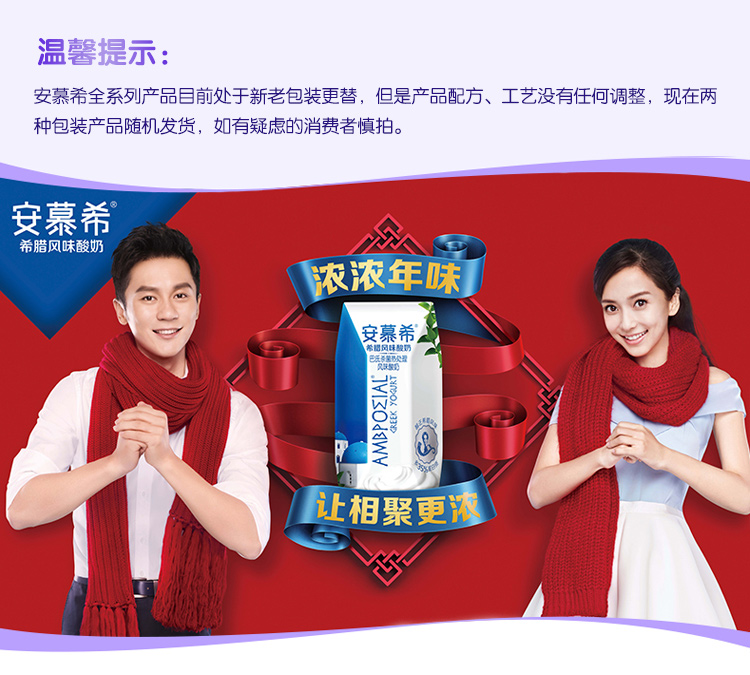 温馨提示：
安慕希全系列产品目前处于新老包装更替，但是产品配方、工艺没有任何调整，现在两
种包装产品随机发货，如有疑虑的消费者慎拍。
安慕希®
希腊风味酸奶
浓浓年味
安慕希®
希腊风味酸奶
巴氏杀菌热处理
风味酸奶
AMBPOΣIAL
GREEK YOGURT
让相聚更浓